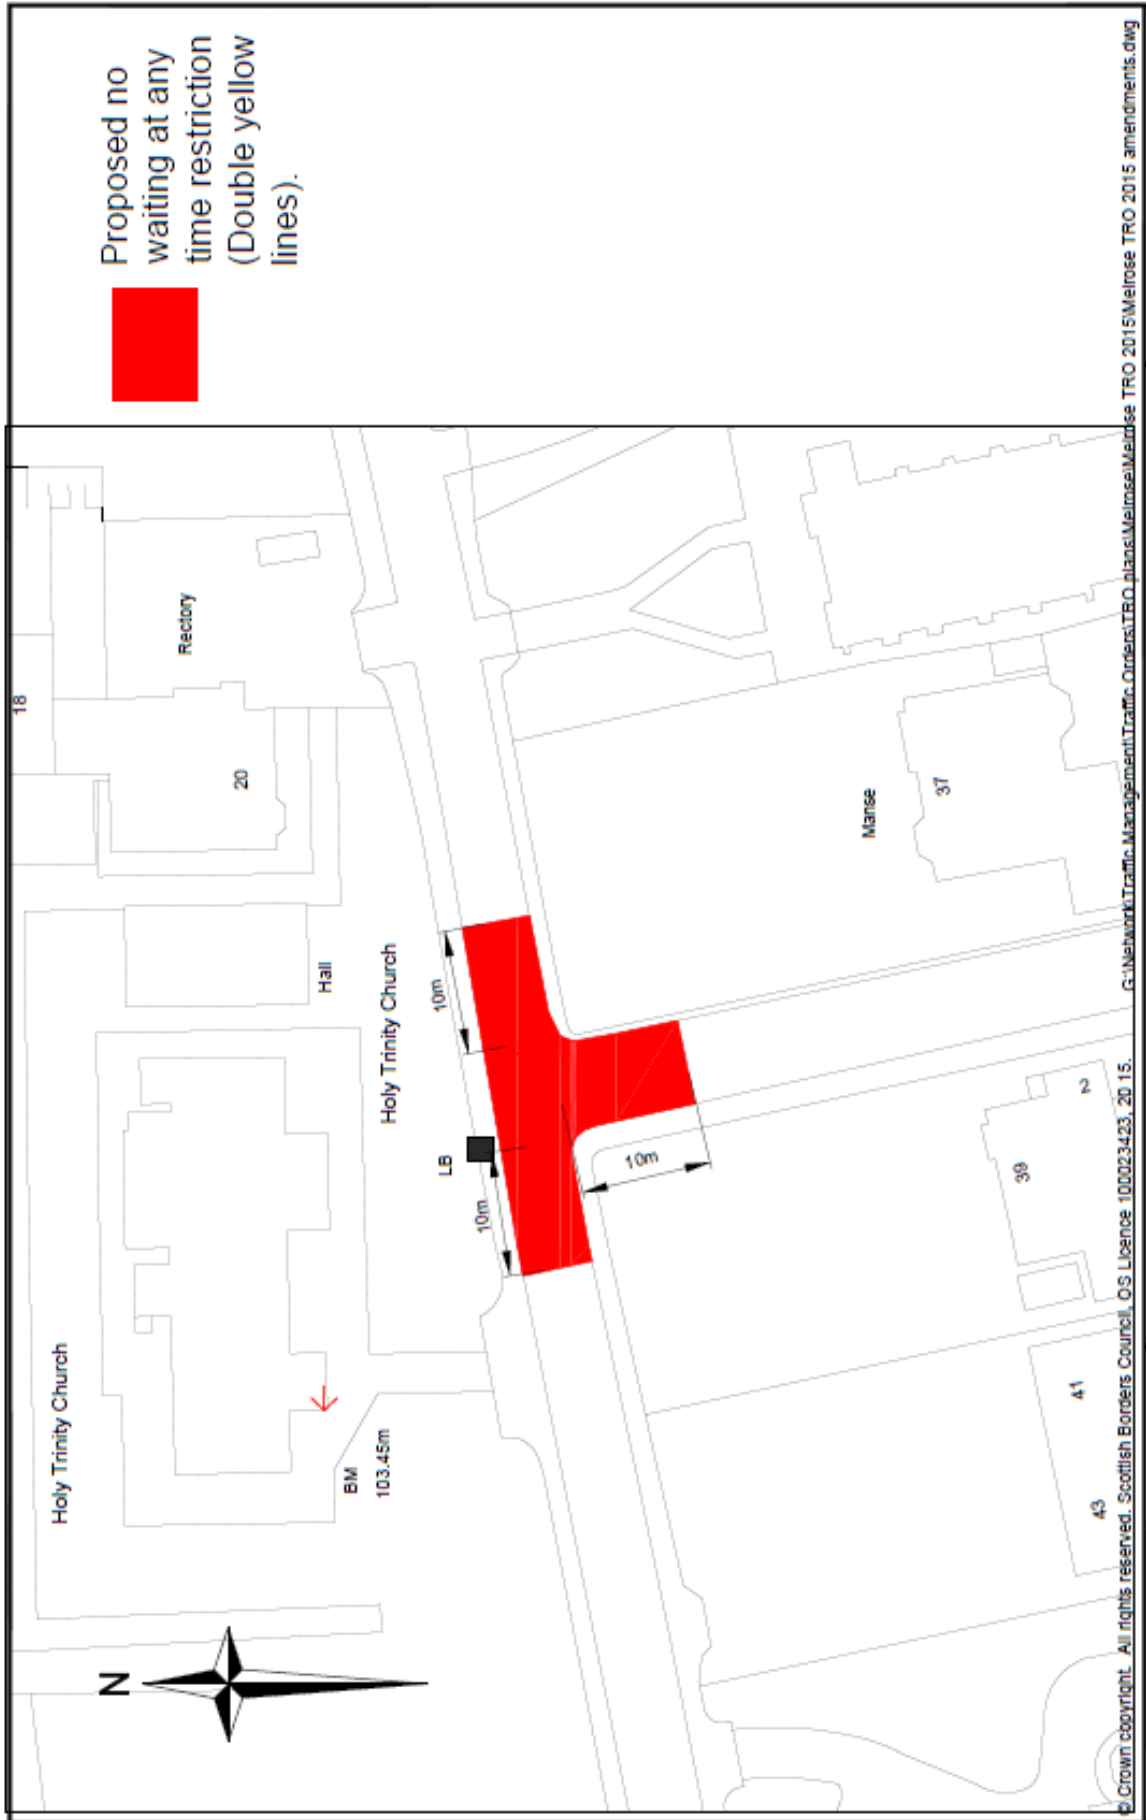 Proposed no
waiting at any
time restriction
(Double yellow
lines).
N
Holy Trinity Church
BM
103.45m
Hall
Holy Trinity Church
LB
10m
10m
10m
18
20
Rectory
Manse
37
39
2
41
43
© Crown copyright. All rights reserved. Scottish Borders Council, OS Licence 100023423, 2015.
G:\Network\Traffic Management\Traffic Orders\TRO plans\Melrose\Melrose TRO 2015\Melrose TRO 2015 amendments.dwg